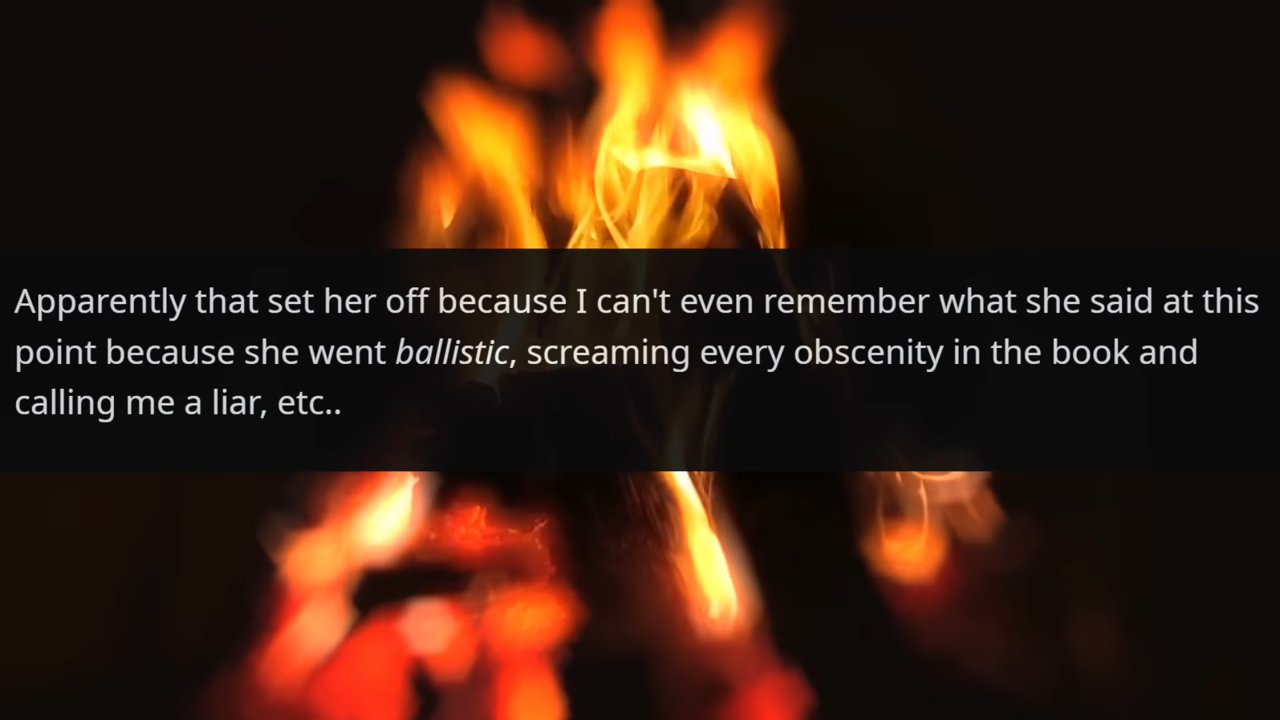 Apparently that set her off because I can't even remember what she said at this
point because she went ballistic, screaming every obscenity in the book and
calling me a liar, etc..